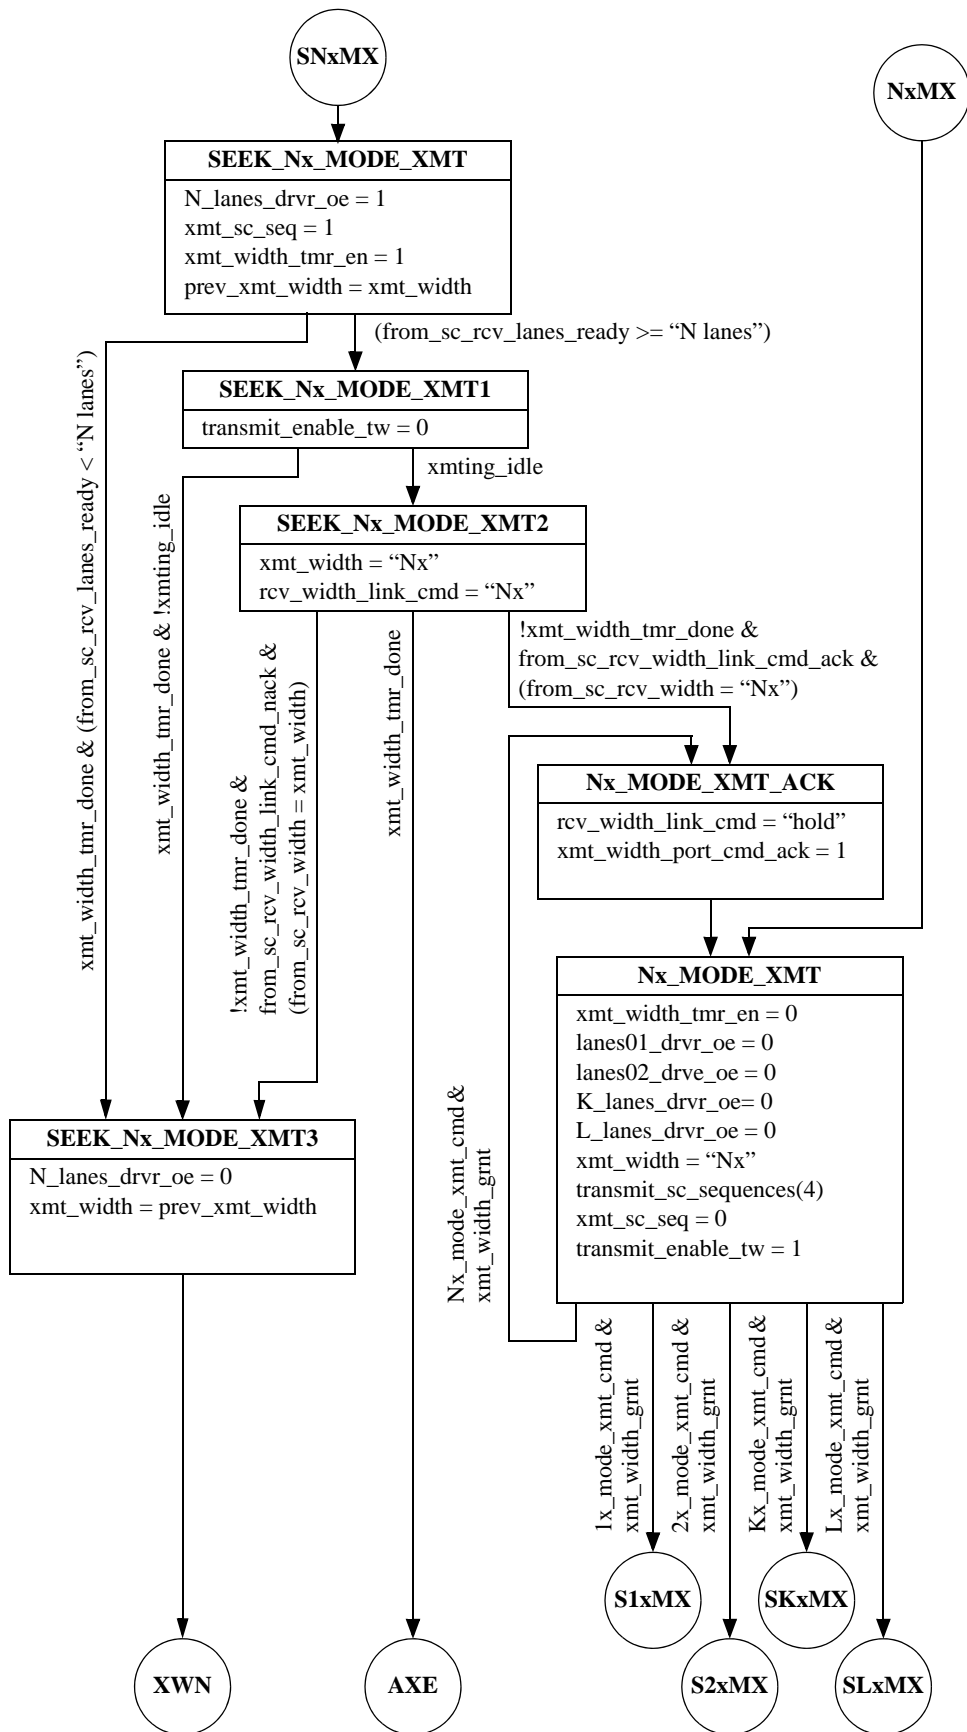 SNxMX
NxMX
SEEK_Nx_MODE_XMT
N_lanes_drvr_oe = 1
xmt_sc_seq = 1
xmt_width_tmr_en = 1
prev_xmt_width = xmt_width
(from_sc_rcv_lanes_ready >= “N lanes”)
xmt_width_tmr_done & (from_sc_rcv_lanes_ready < “N lanes”)
SEEK_Nx_MODE_XMT1
transmit_enable_tw = 0
xmting_idle
xmt_width_tmr_done & !xmting_idle
SEEK_Nx_MODE_XMT2
xmt_width = “Nx”
rcv_width_link_cmd = “Nx”
!xmt_width_tmr_done &
from_sc_rcv_width_link_cmd_nack &
(from_sc_rcv_width = xmt_width)
xmt_width_tmr_done
!xmt_width_tmr_done &
from_sc_rcv_width_link_cmd_ack &
(from_sc_rcv_width = “Nx”)
Nx_MODE_XMT_ACK
rcv_width_link_cmd = “hold”
xmt_width_port_cmd_ack = 1
Nx_MODE_XMT
xmt_width_tmr_en = 0
lanes01_drvr_oe = 0
lanes02_drve_oe = 0
K_lanes_drvr_oe= 0
L_lanes_drvr_oe = 0
xmt_width = “Nx”
transmit_sc_sequences(4)
xmt_sc_seq = 0
transmit_enable_tw = 1
SEEK_Nx_MODE_XMT3
N_lanes_drvr_oe = 0
xmt_width = prev_xmt_width
Nx_mode_xmt_cmd &
xmt_width_grnt
1x_mode_xmt_cmd &
xmt_width_grnt
2x_mode_xmt_cmd &
xmt_width_grnt
Kx_mode_xmt_cmd &
xmt_width_grnt
Lx_mode_xmt_cmd &
xmt_width_grnt
S1xMX
SKxMX
XWN
AXE
S2xMX
SLxMX